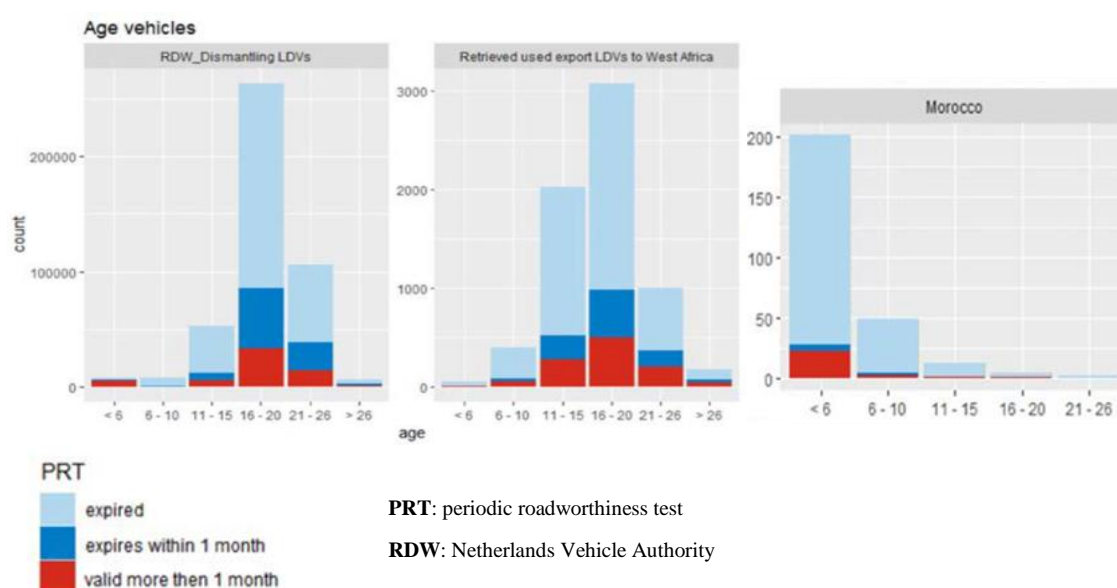 Age vehicles
RDW_Dismantling LDVs
Retrieved used export LDVs to West Africa
Morocco
count
200000
100000
0
3000
2000
1000
0
200
150
100
50
0
< 6 6 - 10 11 - 15 16 - 20 21 - 26 > 26
< 6 6 - 10 11 - 15 16 - 20 21 - 26 > 26
< 6 6 - 10 11 - 15 16 - 20 21 - 26
age
PRT
expired
expires within 1 month
valid more then 1 month
PRT: periodic roadworthiness test
RDW: Netherlands Vehicle Authority